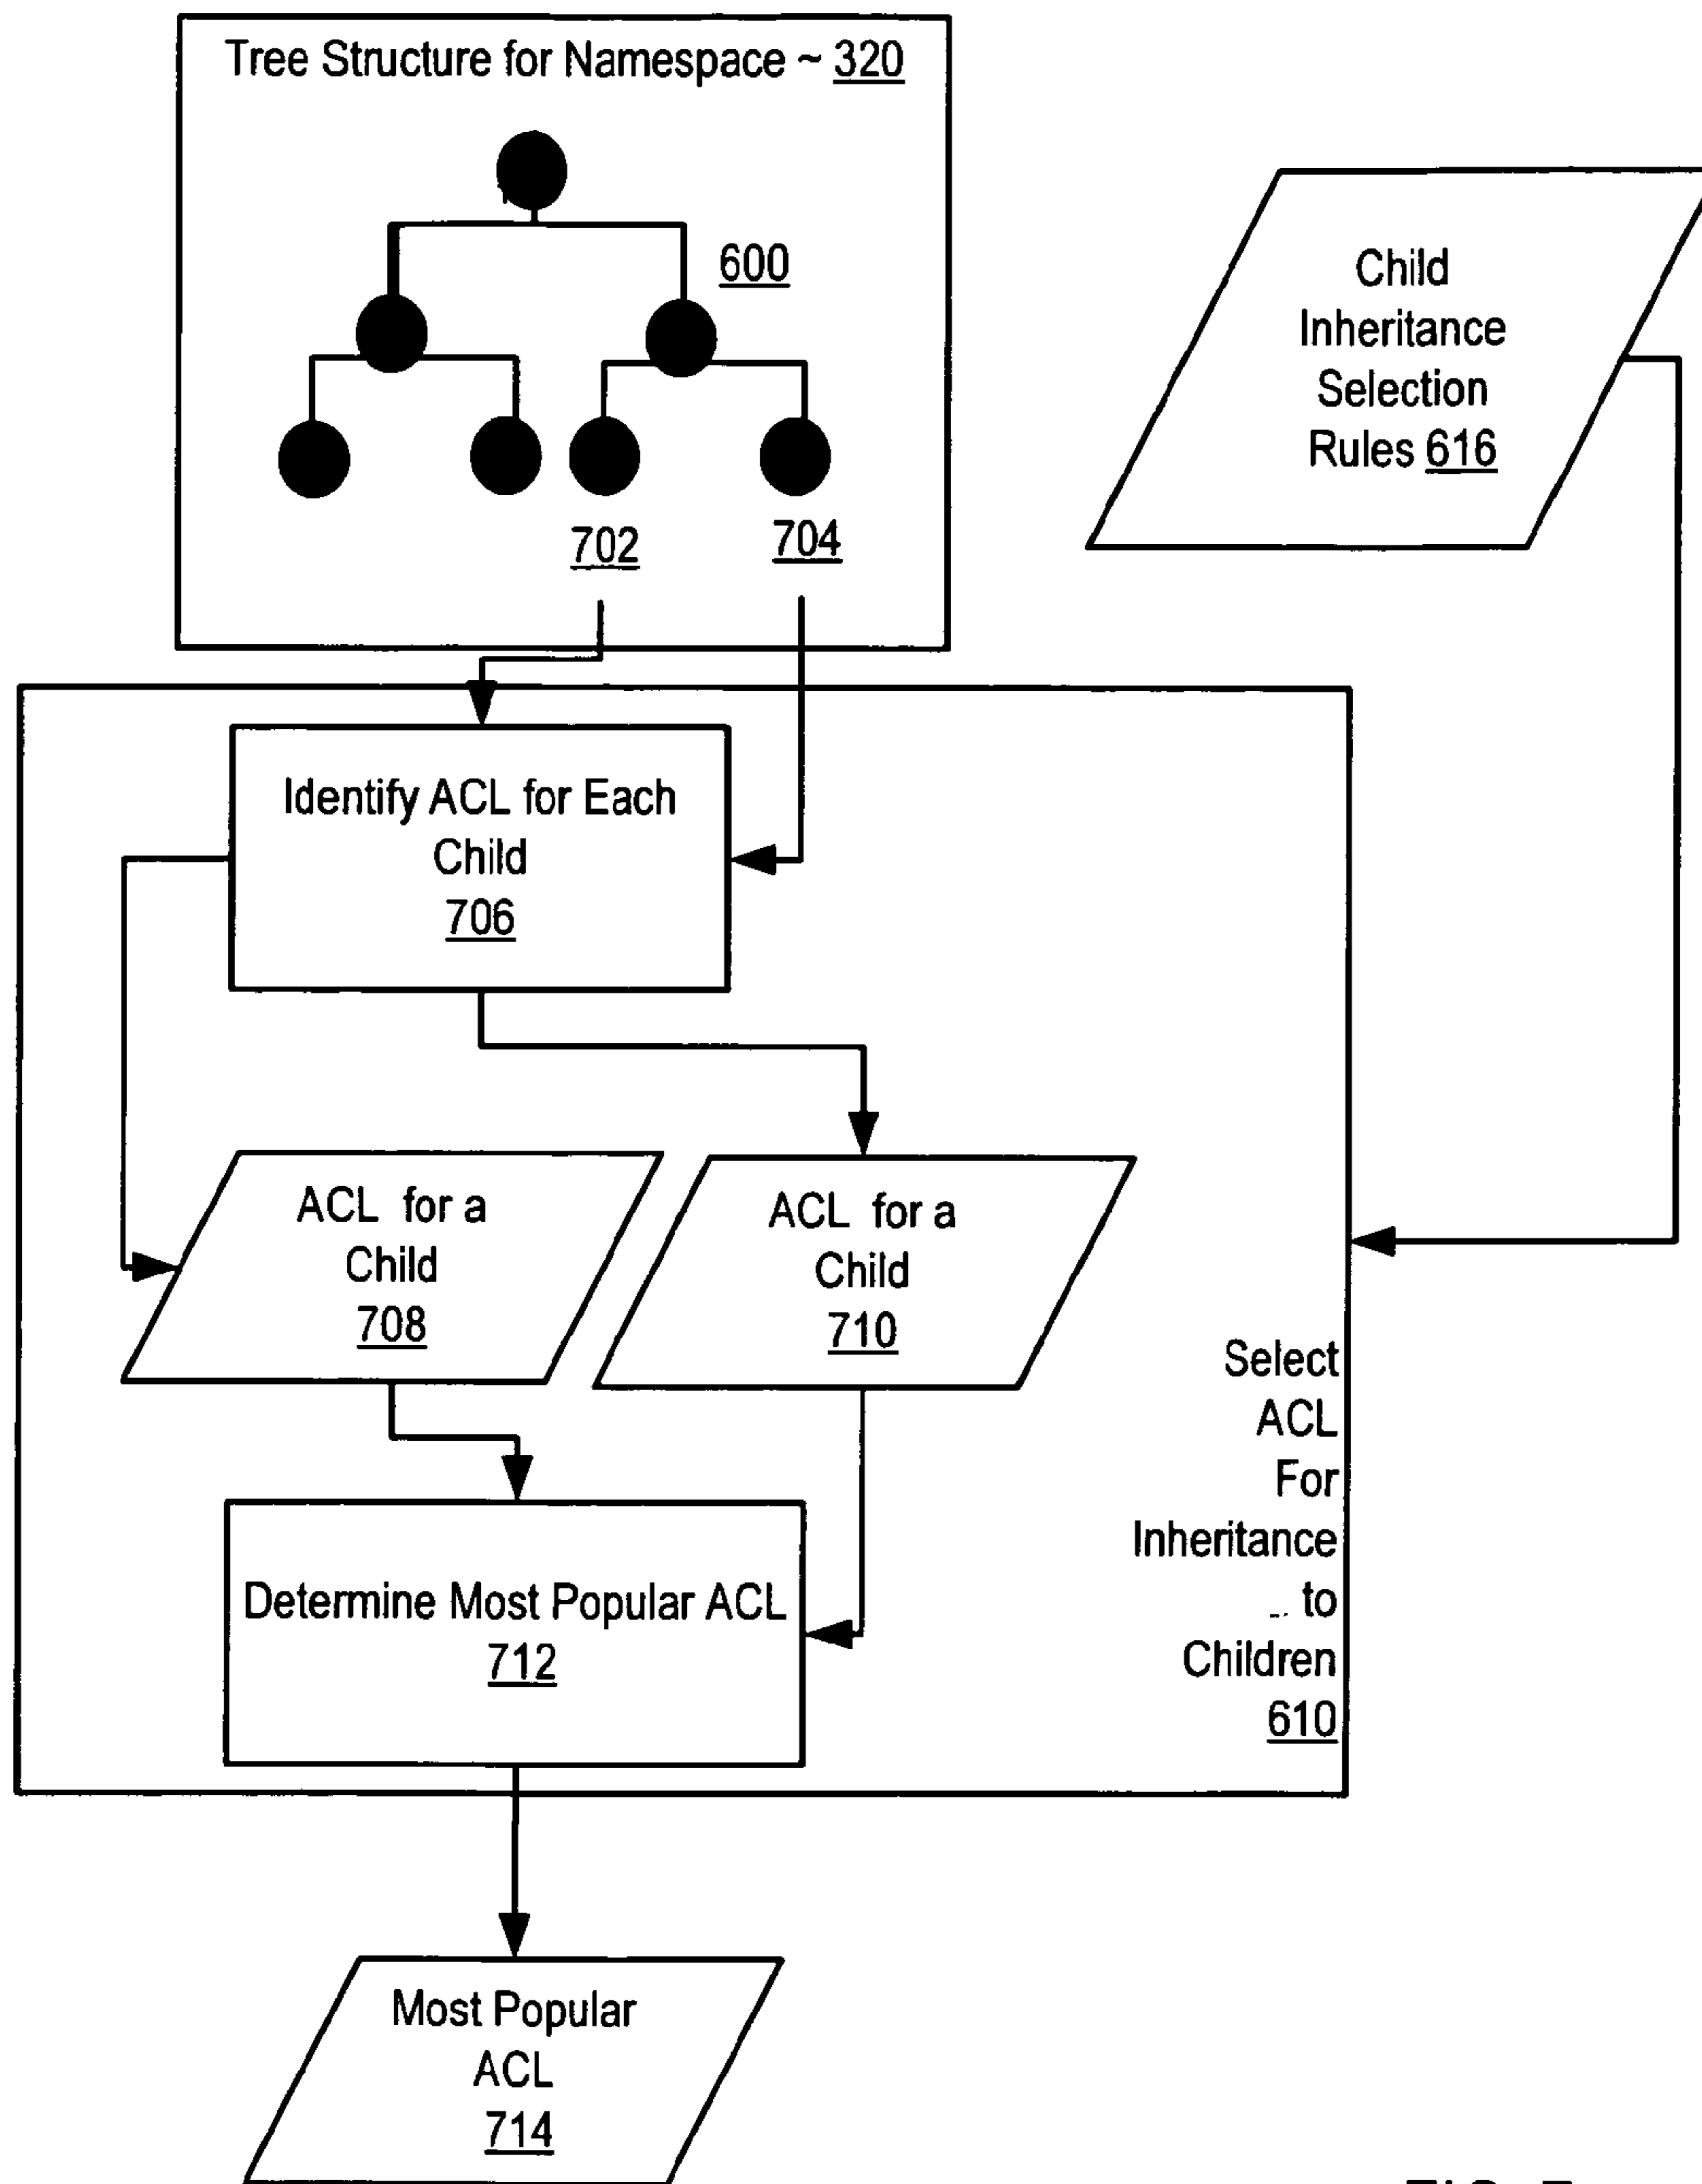 Tree Structure for Namespace ~ 320
600
702
704
Child
Inheritance
Selection
Rules 616
Identify ACL for Each
Child
706
ACL for a
Child
708
ACL for a
Child
710
Select
ACL
For
Inheritance
to
Children
610
Determine Most Popular ACL
712
Most Popular
ACL
714